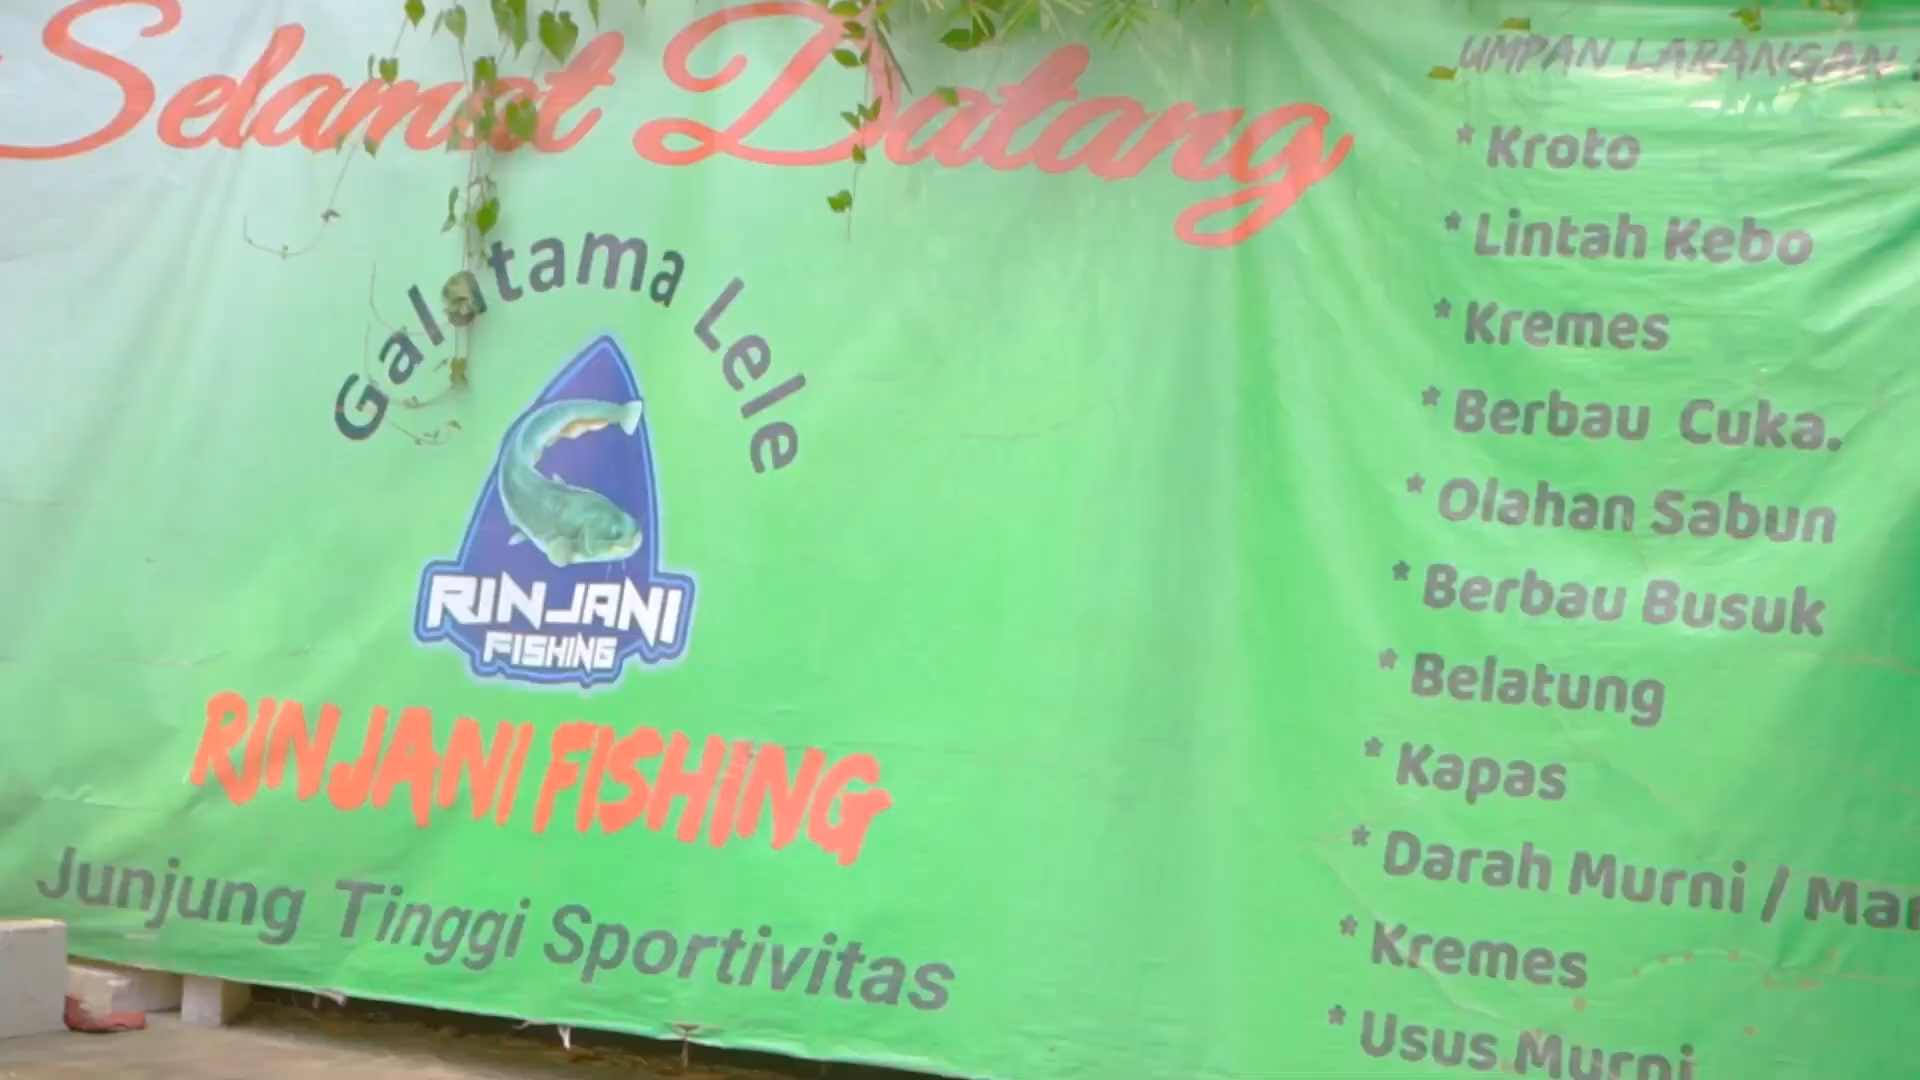 Selamat Datang
Galatama Lele
RINJANI
FISHING
RINJANI FISHING
Junjung Tinggi Sportivitas
UMPAN LARANGAN
* Kroto
* Lintah Kebo
* Kremes
* Berbau Cuka.
* Olahan Sabun
* Berbau Busuk
* Belatung
* Kapas
* Darah Murni /
* Kremes
* Usus Murni